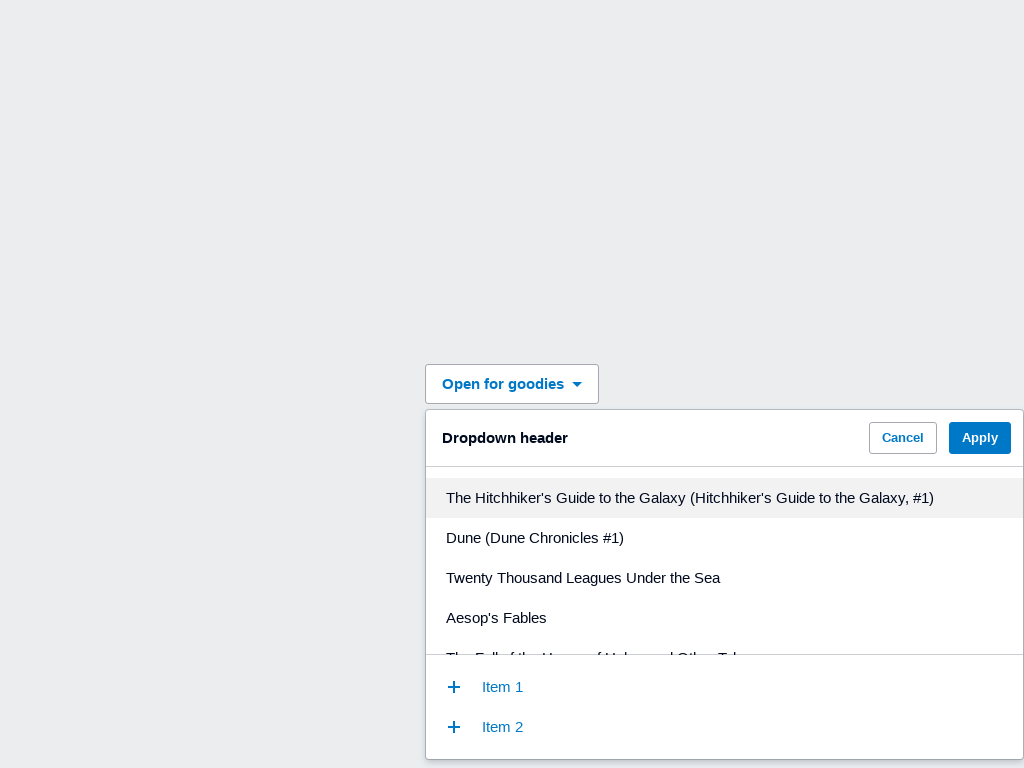 Open for goodies
Dropdown header
Cancel
Apply
The Hitchhiker's Guide to the Galaxy (Hitchhiker's Guide to the Galaxy, #1)
Dune (Dune Chronicles #1)
Twenty Thousand Leagues Under the Sea
Aesop's Fables
Item 1
Item 2